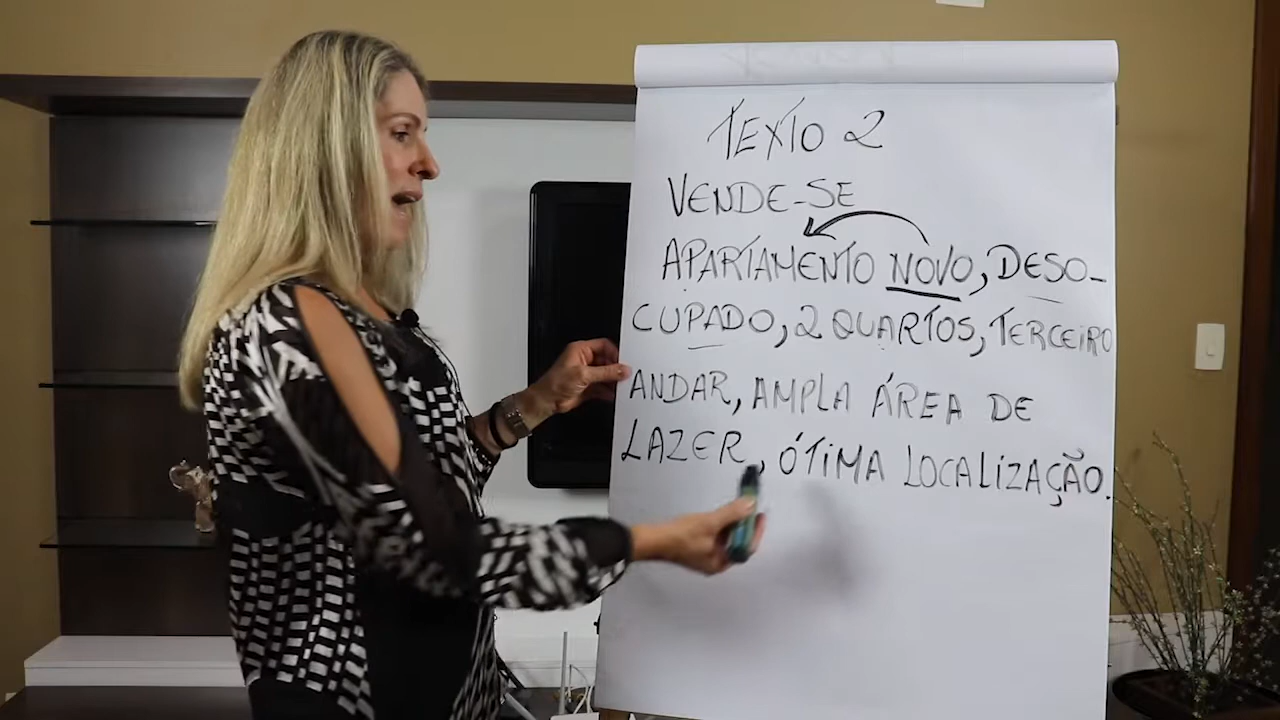 TEXTO 2
VENDE-SE
APARTAMENTO NOVO, DESO-
CUPADO, 2 QUARTOS, TERCEIRO
ANDAR, AMPLA ÁREA DE
LAZER, ÓTIMA LOCALIZAÇÃO.